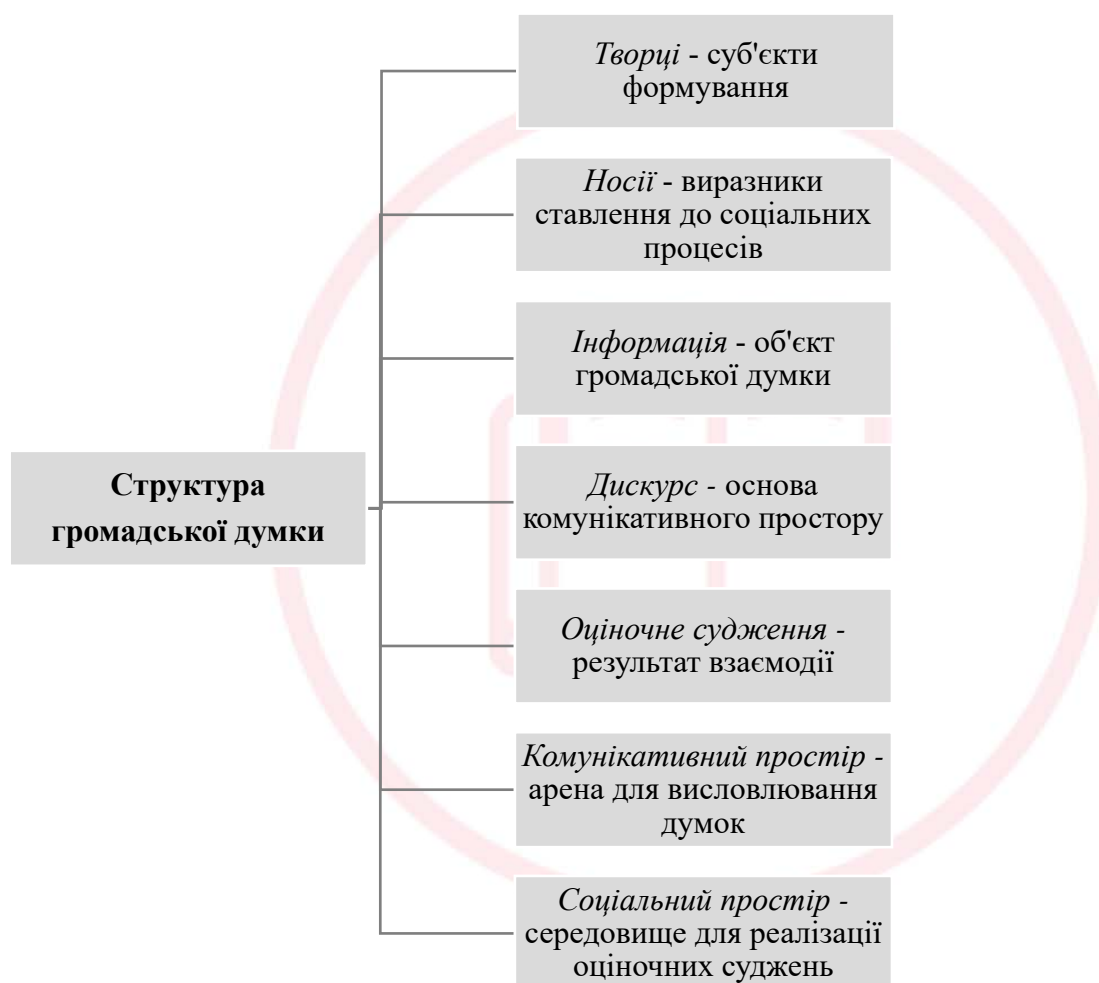 Творці - суб'єкти
формування
Носії - виразники
ставлення до соціальних
процесів
Інформація - об'єкт
громадської думки
Структура
громадської думки
Дискурс - основа
комунікативного простору
Оціночне судження -
результат взаємодії
Комунікативний простір -
арена для висловлювання
думок
Соціальний простір -
середовище для реалізації
оціночних суджень